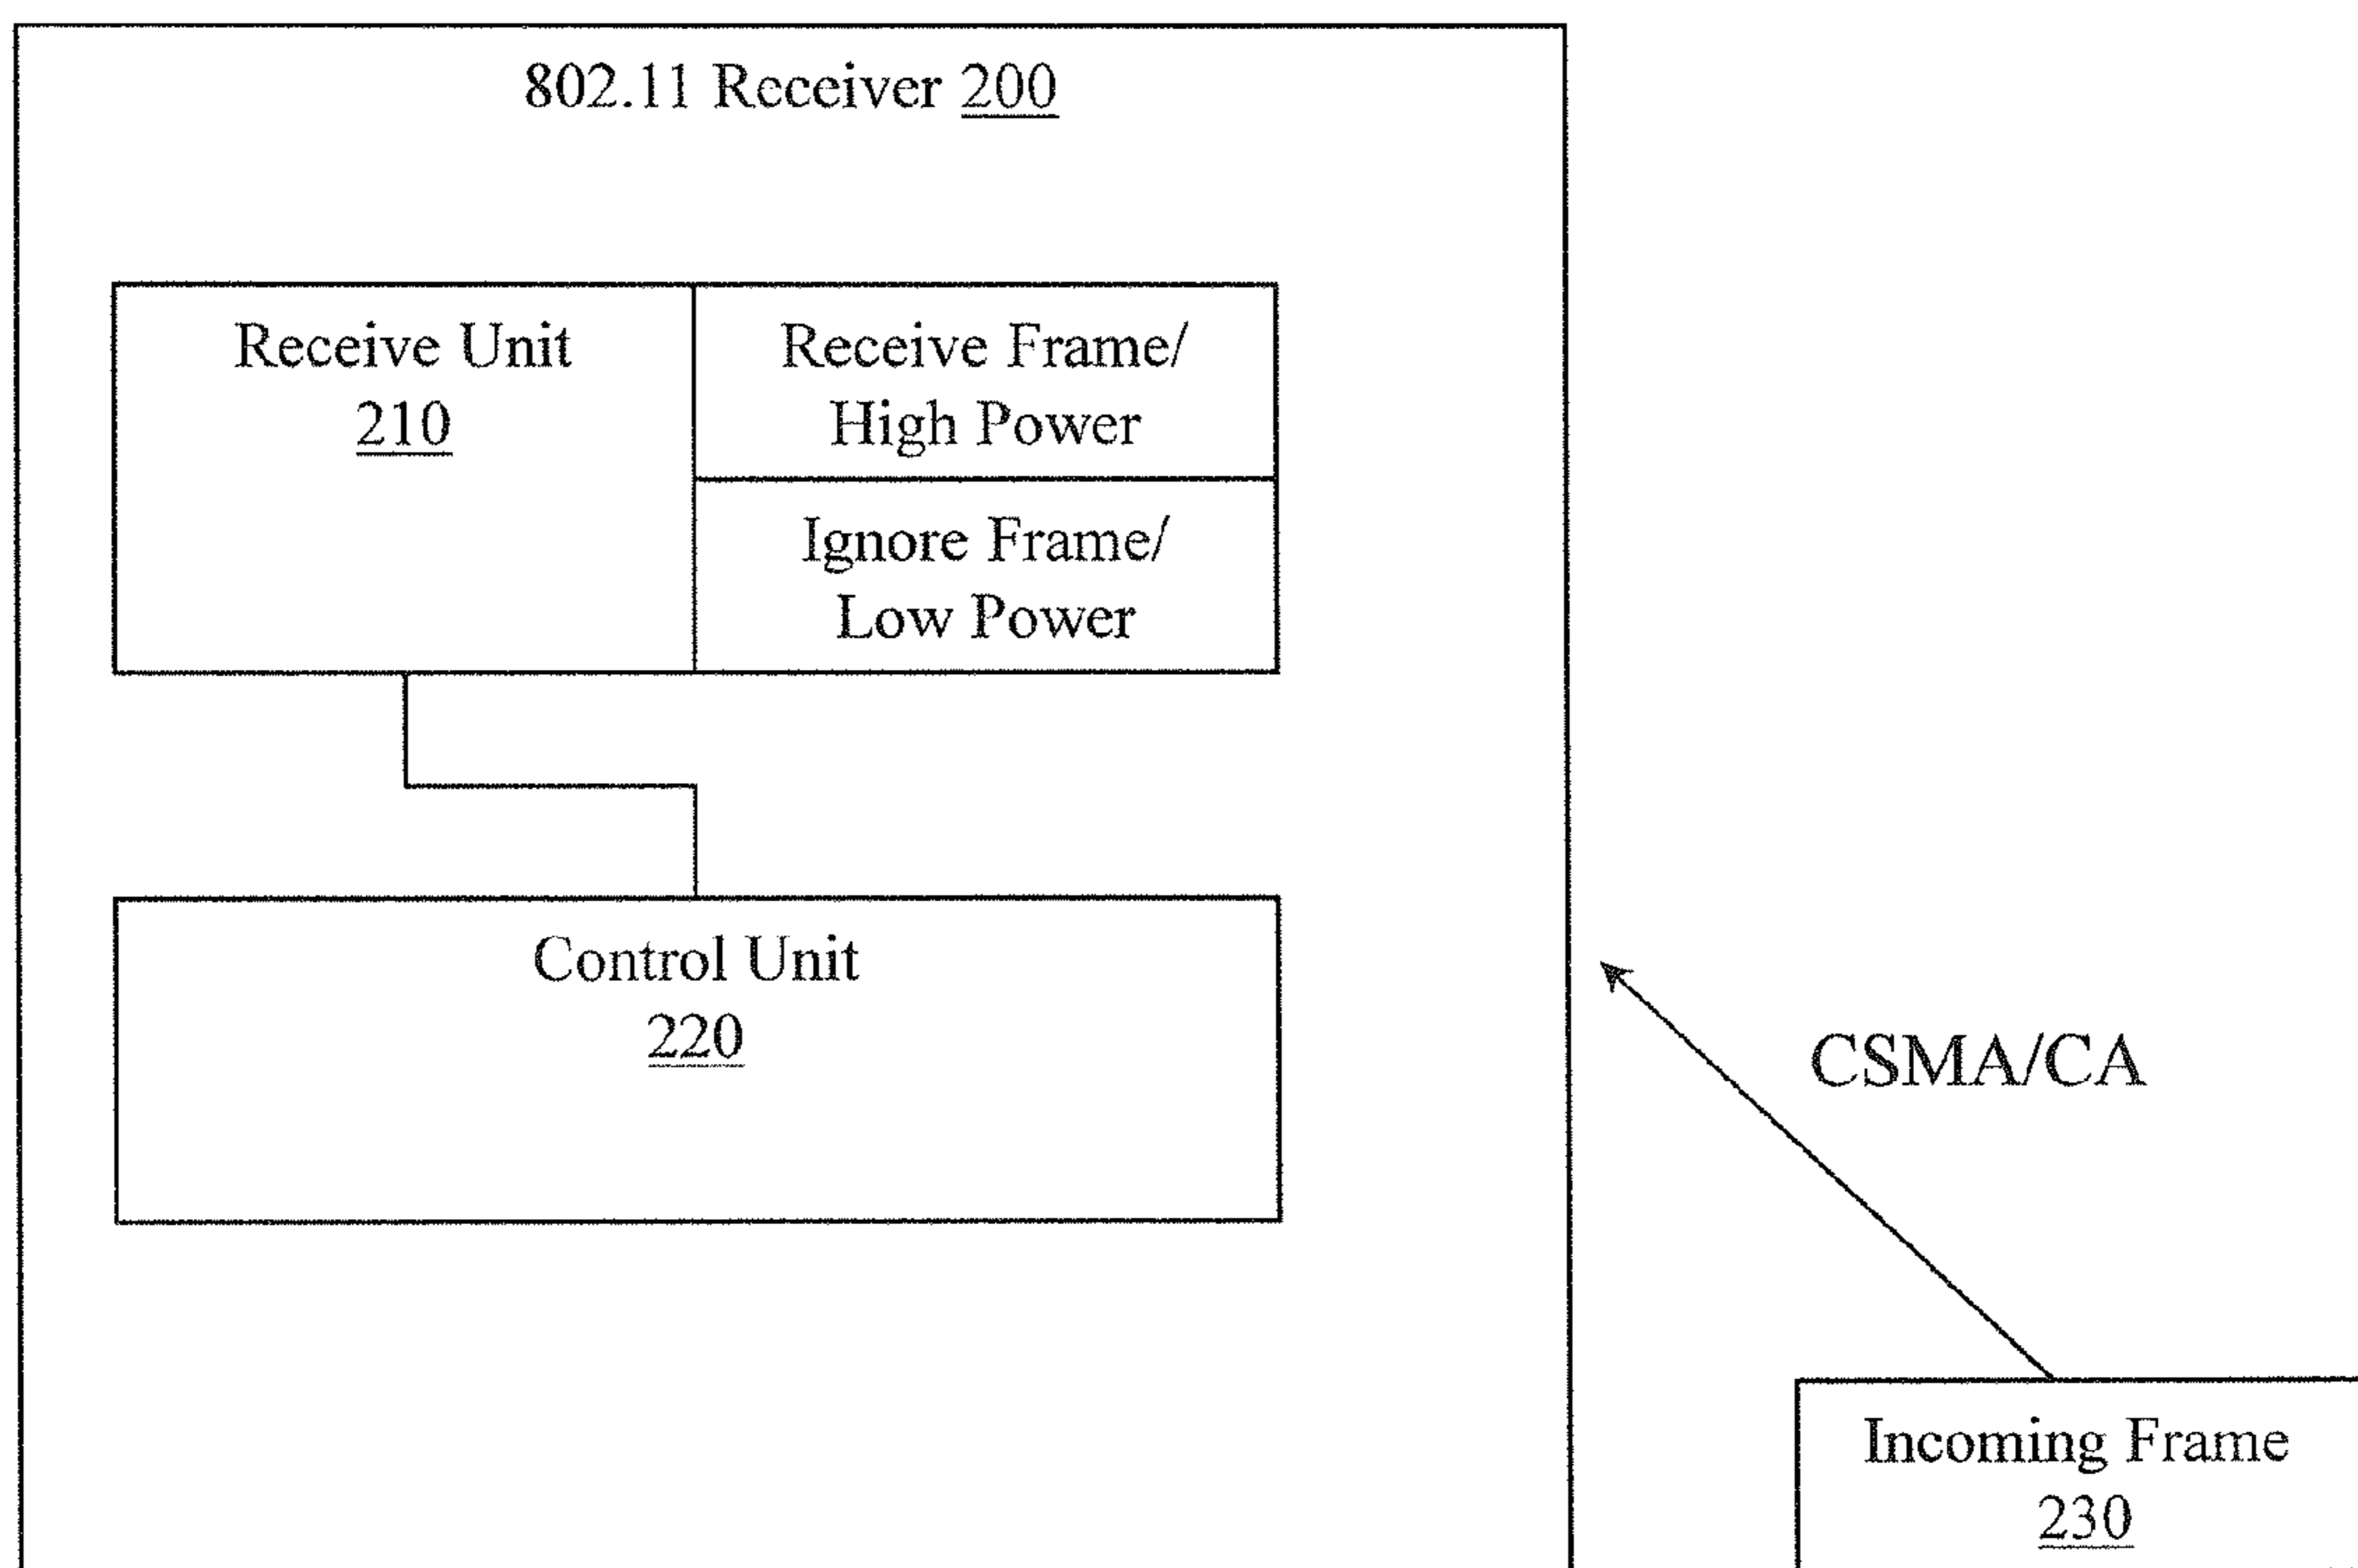 802.11 Receiver 200
Receive Unit
210
Receive Frame/
High Power
Ignore Frame/
Low Power
Control Unit
220
CSMA/CA
Incoming Frame
230